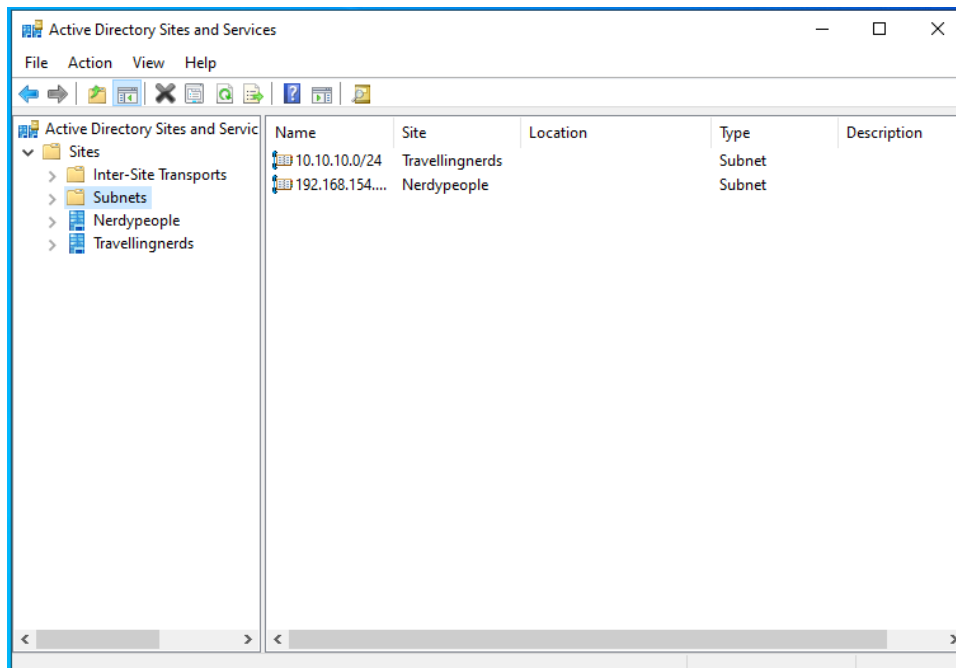 Active Directory Sites and Services
File Action View Help
Active Directory Sites and Servic
Sites
Inter-Site Transports
Subnets
Nerdypeople
Travellingnerds
Name Site Location Type Description
10.10.10.0/24 Travellingnerds Subnet
192.168.154.... Nerdypeople Subnet